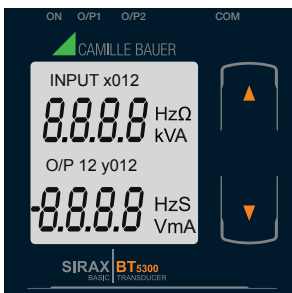 ON O/P1 O/P2 COM
CAMILLE BAUER
INPUT x012
8.8.8.8 HzΩ
kVA
O/P 12 y012
-8.8.8.8 HzS
VmA
SIRAX BT5300
BASIC TRANSDUCER